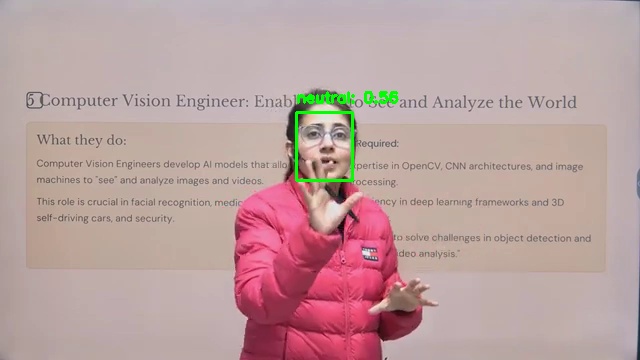 neutral: 0.56
5 Computer Vision Engineer: Enab to See and Analyze the World
What they do:
Computer Vision Engineers develop AI models that allo
machines to "see" and analyze images and videos.
This role is crucial in facial recognition, medic
self-driving cars, and security.
Required:
pertise in OpenCV, CNN architectures, and image
rocessing.
iency in deep learning frameworks and 3D
to solve challenges in object detection and
ideo analysis."
TOMMY